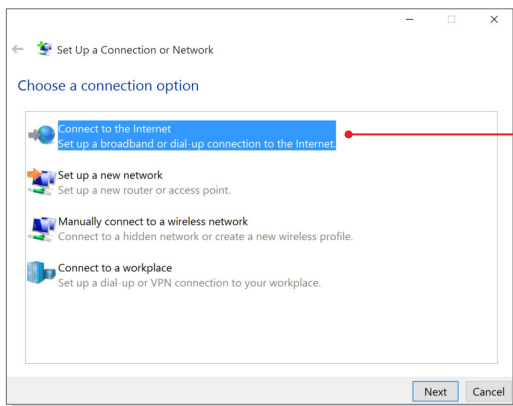 Set Up a Connection or Network
Choose a connection option
Connect to the Internet
Set up a broadband or dial-up connection to the Internet.
Set up a new network
Set up a new router or access point.
Manually connect to a wireless network
Connect to a hidden network or create a new wireless profile.
Connect to a workplace
Set up a dial-up or VPN connection to your workplace.
Next Cancel